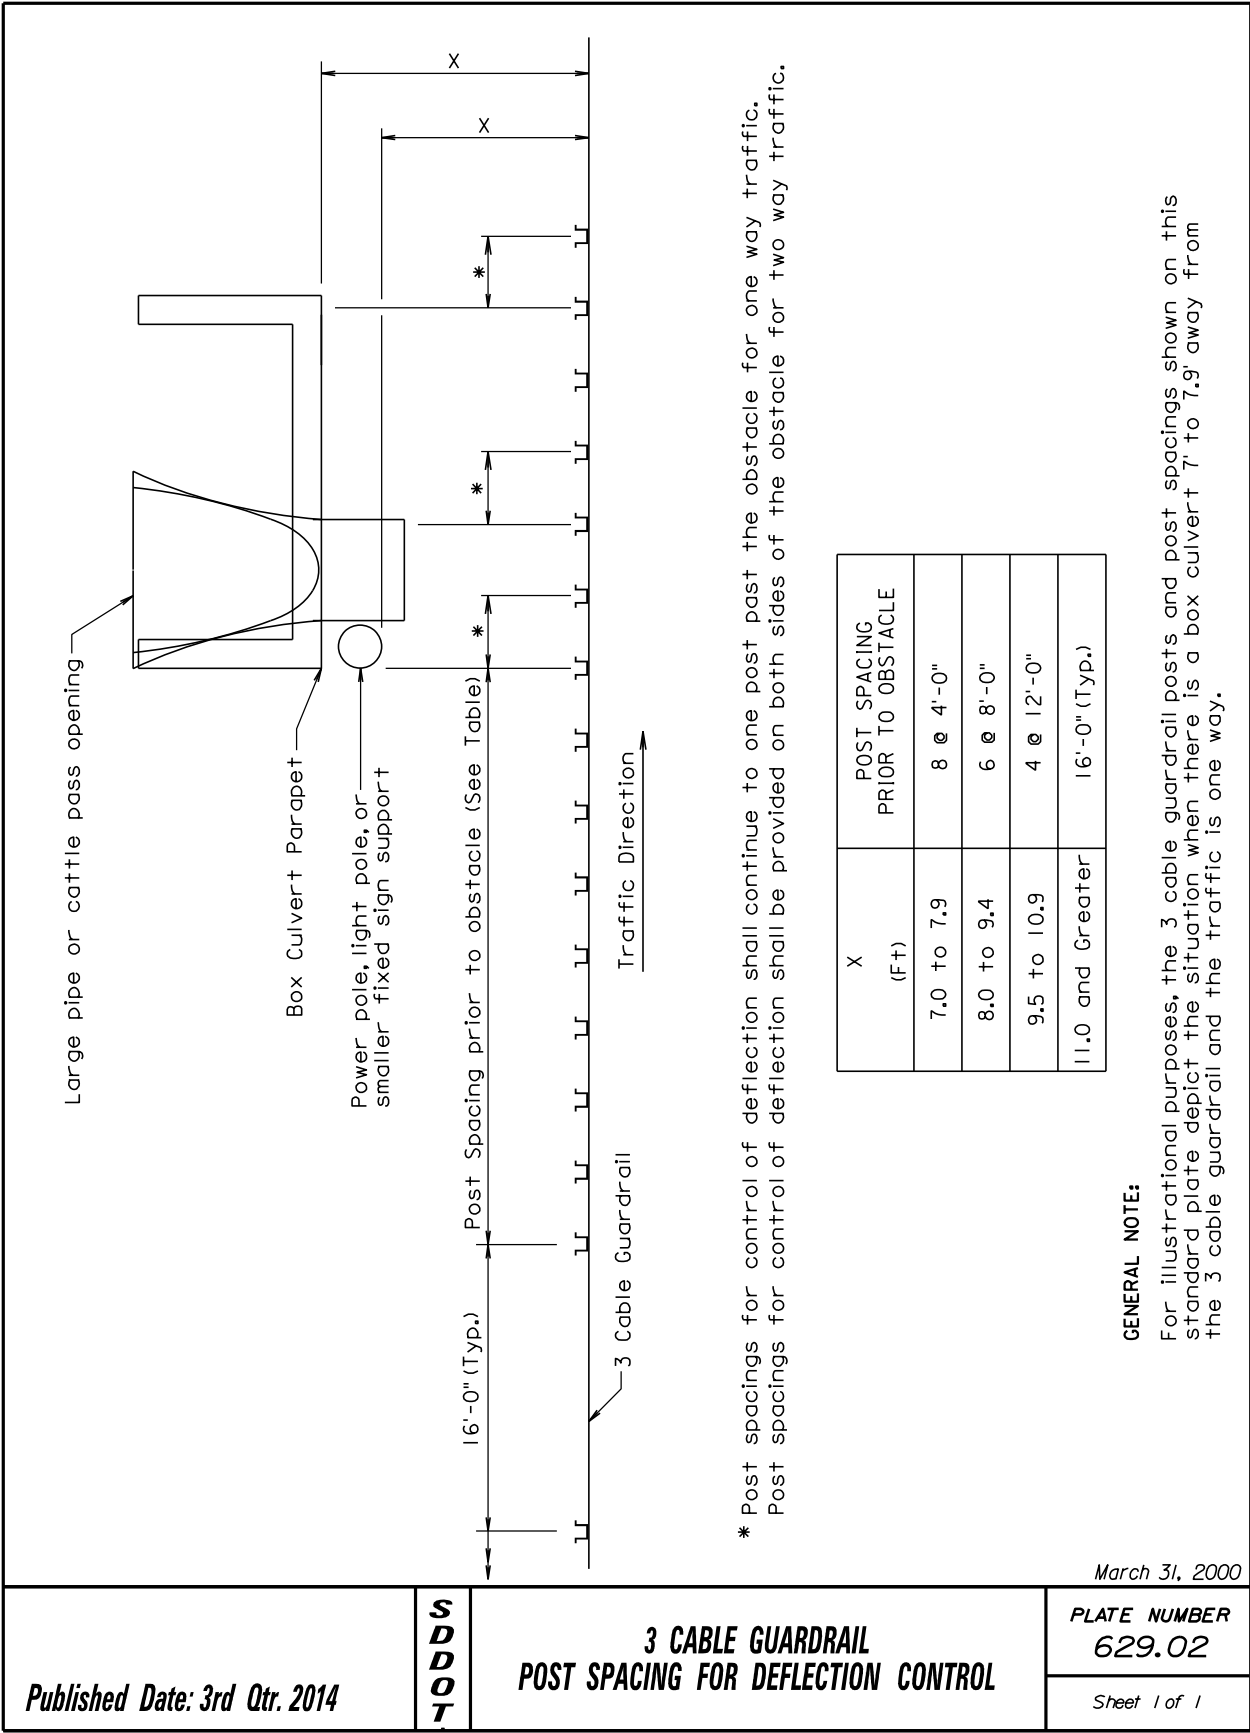 Large pipe or cattle pass opening
Box Culvert Parapet
Power pole, light pole, or
smaller fixed sign support
X
X
*
*
*
16'-0" (Typ.)
Post Spacing prior to obstacle (See Table)
3 Cable Guardrail
Traffic Direction
* Post spacings for control of deflection shall continue to one post past the obstacle for one way traffic.
Post spacings for control of deflection shall be provided on both sides of the obstacle for two way traffic.
X
(Ft)
POST SPACING
PRIOR TO OBSTACLE
7.0 to 7.9 8 @ 4'-0"
8.0 to 9.4 6 @ 8'-0"
9.5 to 10.9 4 @ 12'-0"
11.0 and Greater 16'-0" (Typ.)
GENERAL NOTE:
For illustrational purposes, the 3 cable guardrail posts and post spacings shown on this
standard plate depict the situation when there is a box culvert 7' to 7.9' away from
the 3 cable guardrail and the traffic is one way.
March 31, 2000
Published Date: 3rd Qtr. 2014
S
D
D
O
T
3 CABLE GUARDRAIL
POST SPACING FOR DEFLECTION CONTROL
PLATE NUMBER
629.02
Sheet 1 of 1